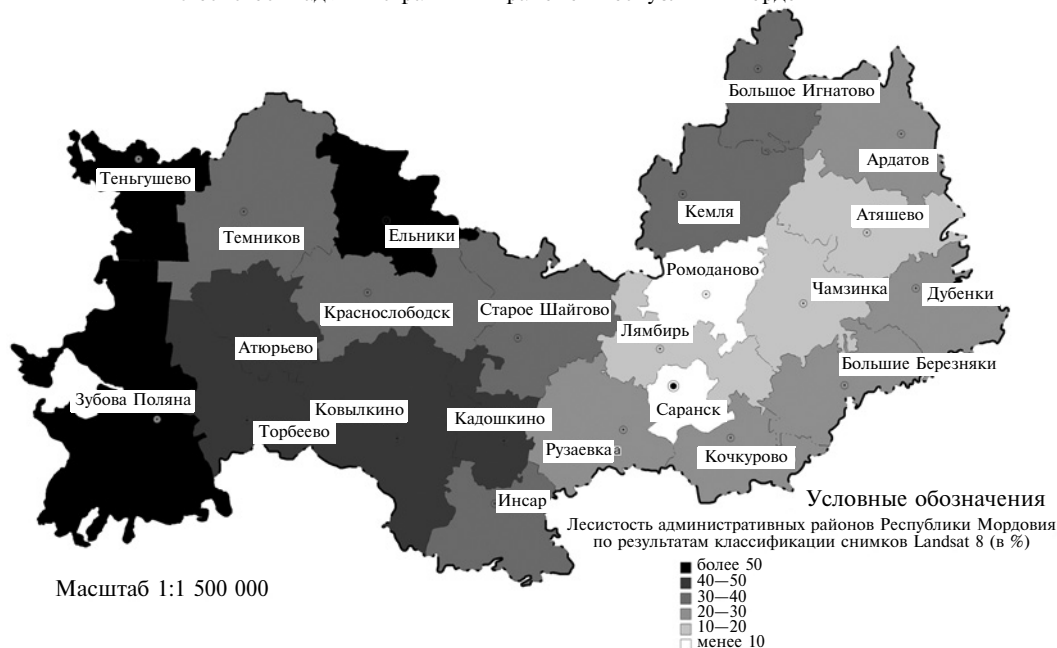 Большое Игнатово
Ардатов
Теньгушево
Кемля
Атяшево
Темников
Ельники
Ромоданово
Чамзинка
Дубенки
Краснослободск
Старое Шайгово
Лямбирь
Атюрьево
Большие Березняки
Зубова Поляна
Ковылкино
Кадошкино
Саранск
Торбеево
Рузаевка
Кочкурово
Инсар
Условные обозначения
Лесистость административных районов Республики Мордовия
по результатам классификации снимков Landsat 8 (в %)
более 50
40—50
30—40
20—30
10—20
менее 10
Масштаб 1:1 500 000